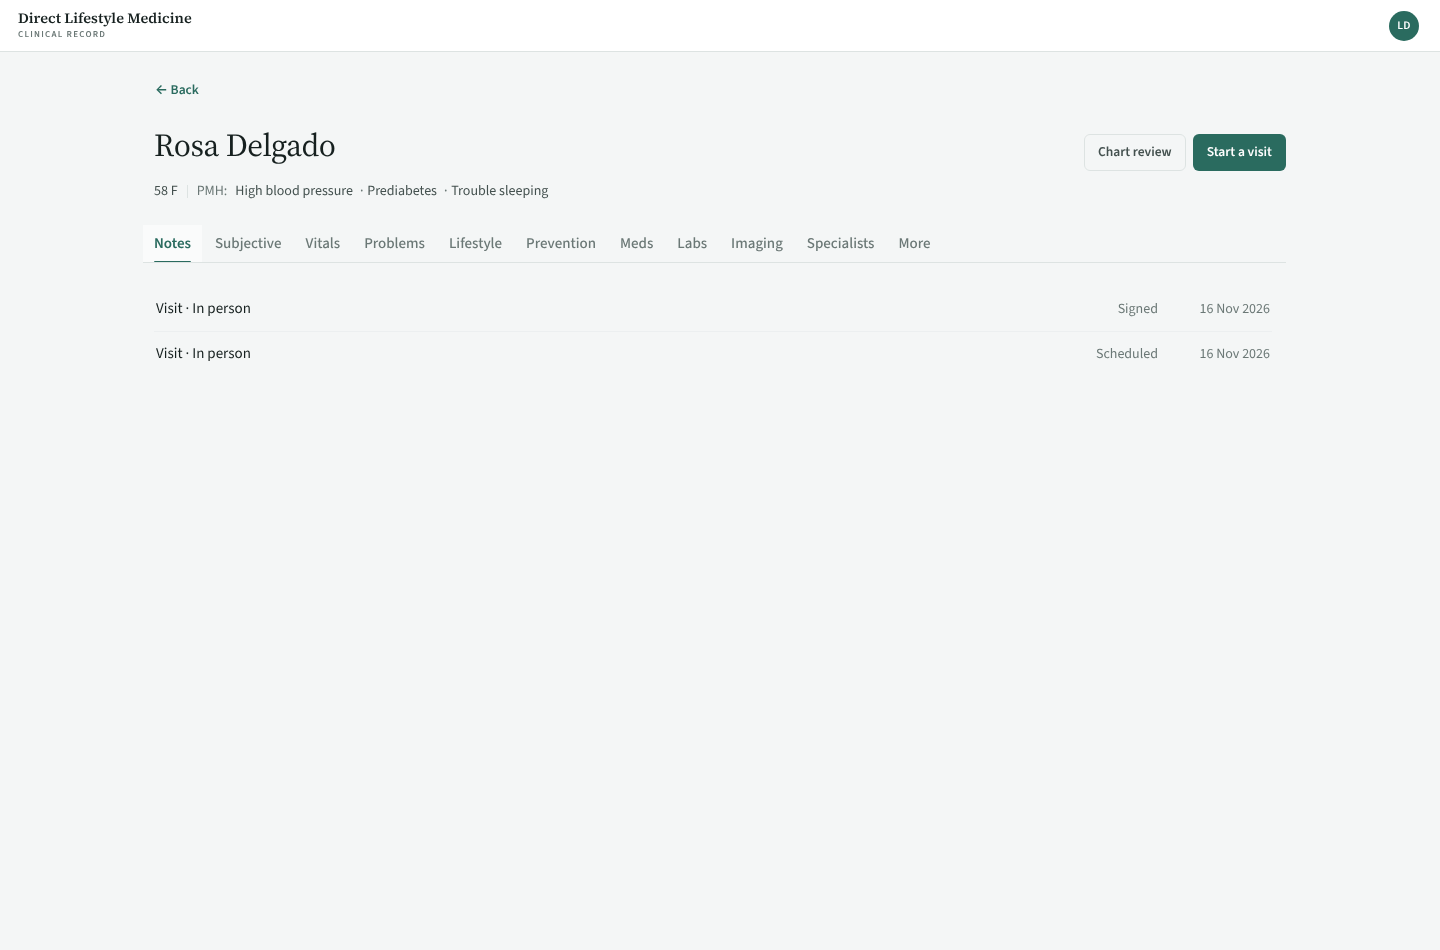 Direct Lifestyle Medicine
CLINICAL RECORD
LD
← Back
Rosa Delgado
Chart review
Start a visit
58 F | PMH: High blood pressure · Prediabetes · Trouble sleeping
Notes Subjective Vitals Problems Lifestyle Prevention Meds Labs Imaging Specialists More
Visit · In person Signed 16 Nov 2026
Visit · In person Scheduled 16 Nov 2026